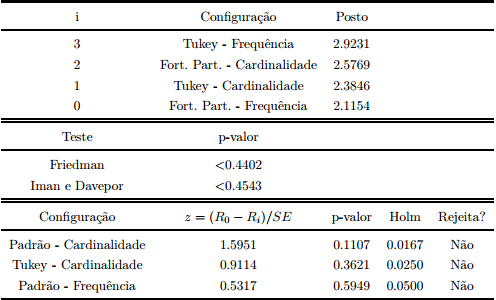 i Configuração Posto
3 Tukey - Frequência 2.9231
2 Fort. Part. - Cardinalidade 2.5769
1 Tukey - Cardinalidade 2.3846
0 Fort. Part. - Frequência 2.1154
Teste p-valor
Friedman <0.4402
Iman e Davepor <0.4543
Configuração z = (R0 − Ri)/SE p-valor Holm Rejeita?
Padrão - Cardinalidade 1.5951 0.1107 0.0167 Não
Tukey - Cardinalidade 0.9114 0.3621 0.0250 Não
Padrão - Frequência 0.5317 0.5949 0.0500 Não